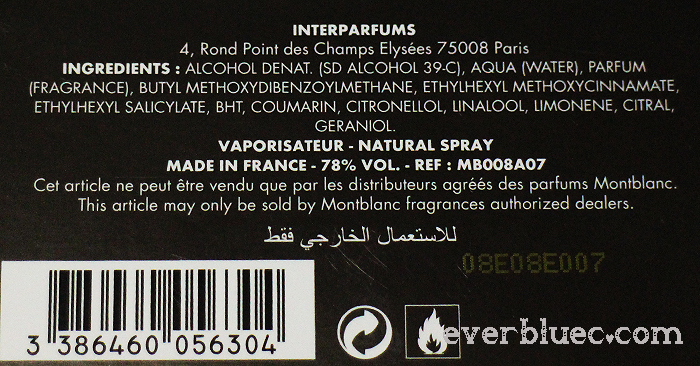 INTERPARFUMS
4, Rond Point des Champs Elysées 75008 Paris
INGREDIENTS : ALCOHOL DENAT. (SD ALCOHOL 39-C), AQUA (WATER), PARFUM
(FRAGRANCE), BUTYL METHOXYDIBENZOYLMETHANE, ETHYLHEXYL METHOXYCINNAMATE,
ETHYLHEXYL SALICYLATE, BHT, COUMARIN, CITRONELLOL, LINALOOL, LIMONENE, CITRAL,
GERANIOL.
VAPORISATEUR - NATURAL SPRAY
MADE IN FRANCE - 78% VOL. - REF : MB008A07
Cet article ne peut être vendu que par les distributeurs agréés des parfums Montblanc.
This article may only be sold by Montblanc fragrances authorized dealers.
للاستعمال الخارجي فقط
08E08E007
3 386460 056304
everbluec.com